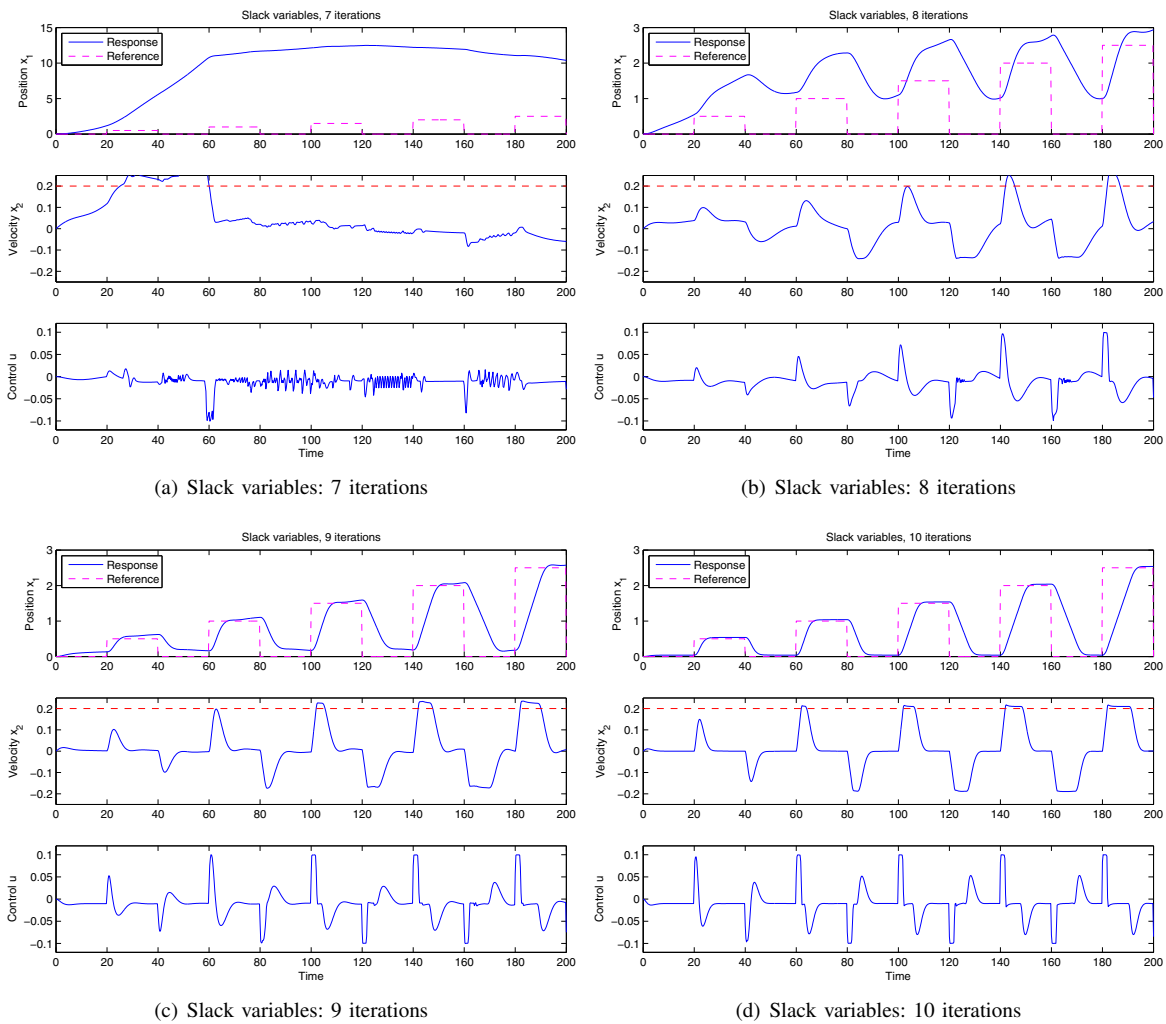 Slack variables, 7 iterations
15
10
5
0
Position x1
Response
Reference
0 20 40 60 80 100 120 140 160 180 200
0.2
0.1
0
−0.1
−0.2
Velocity x2
0 20 40 60 80 100 120 140 160 180 200
0.1
0.05
0
−0.05
−0.1
Control u
0 20 40 60 80 100 120 140 160 180 200
Time
(a) Slack variables: 7 iterations
Slack variables, 8 iterations
3
2
1
0
Position x1
Response
Reference
0 20 40 60 80 100 120 140 160 180 200
0.2
0.1
0
−0.1
−0.2
Velocity x2
0 20 40 60 80 100 120 140 160 180 200
0.1
0.05
0
−0.05
−0.1
Control u
0 20 40 60 80 100 120 140 160 180 200
Time
(b) Slack variables: 8 iterations
Slack variables, 9 iterations
3
2
1
0
Position x1
Response
Reference
0 20 40 60 80 100 120 140 160 180 200
0.2
0.1
0
−0.1
−0.2
Velocity x2
0 20 40 60 80 100 120 140 160 180 200
0.1
0.05
0
−0.05
−0.1
Control u
0 20 40 60 80 100 120 140 160 180 200
Time
(c) Slack variables: 9 iterations
Slack variables, 10 iterations
3
2
1
0
Position x1
Response
Reference
0 20 40 60 80 100 120 140 160 180 200
0.2
0.1
0
−0.1
−0.2
Velocity x2
0 20 40 60 80 100 120 140 160 180 200
0.1
0.05
0
−0.05
−0.1
Control u
0 20 40 60 80 100 120 140 160 180 200
Time
(d) Slack variables: 10 iterations